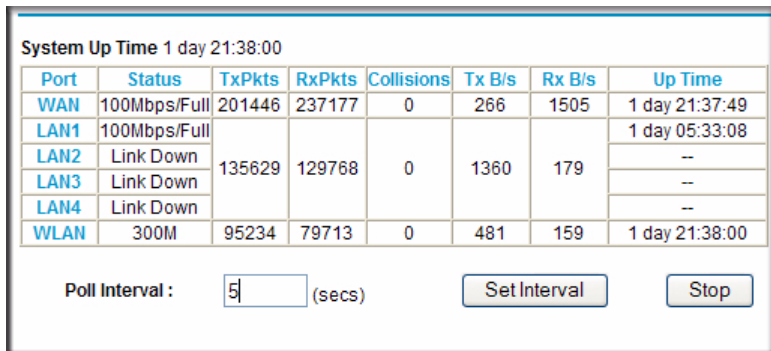 System Up Time 1 day 21:38:00
Port Status TxPkts RxPkts Collisions Tx B/s Rx B/s Up Time
WAN 100Mbps/Full 201446 237177 0 266 1505 1 day 21:37:49
LAN1 100Mbps/Full 135629 129768 0 1360 179 1 day 05:33:08
LAN2 Link Down --
LAN3 Link Down --
LAN4 Link Down --
WLAN 300M 95234 79713 0 481 159 1 day 21:38:00
Poll Interval : 5 (secs) Set Interval Stop